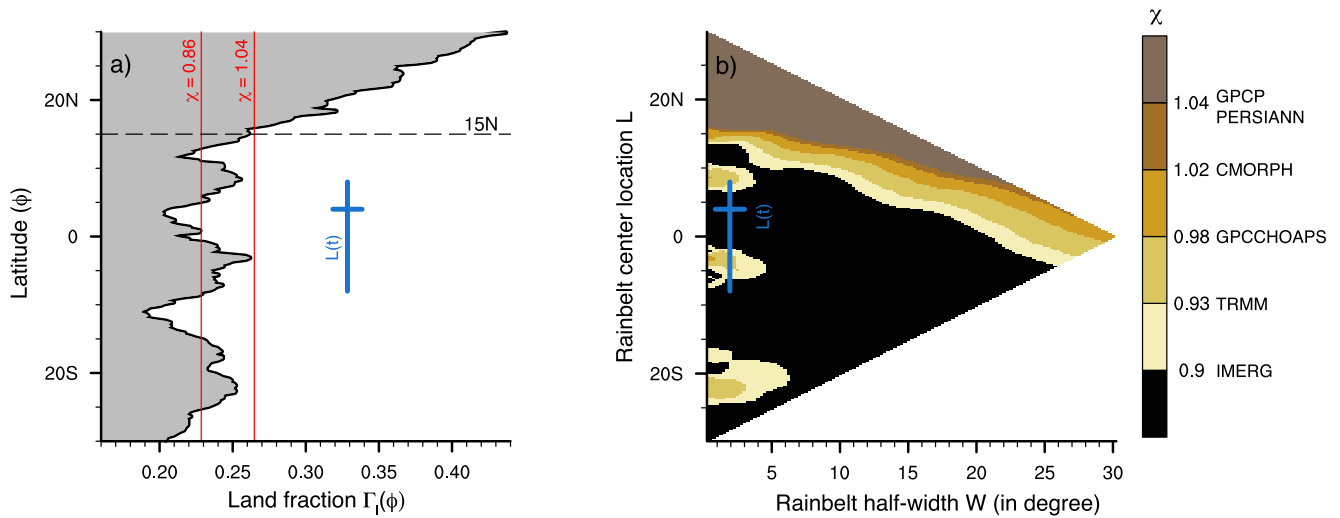 a)
χ = 0.86
χ = 1.04
15N
L(t)
20N
0
20S
Latitude (ϕ)
0.20 0.25 0.30 0.35 0.40
Land fraction Γl(ϕ)
b)
L(t)
20N
0
20S
Rainbelt center location L
5 10 15 20 25 30
Rainbelt half-width W (in degree)
χ
1.04 GPCP
PERSIANN
1.02 CMORPH
0.98 GPCCHOAPS
0.93 TRMM
0.9 IMERG